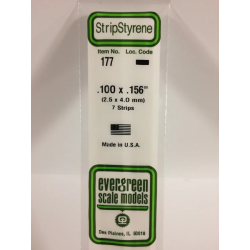 StripStyrene
Item No. Loc. Code
177
.100 x .156"
(2.5 x 4.0 mm)
7 Strips
Made in U.S.A.
evergreen
scale models
Des Plaines, IL 60018